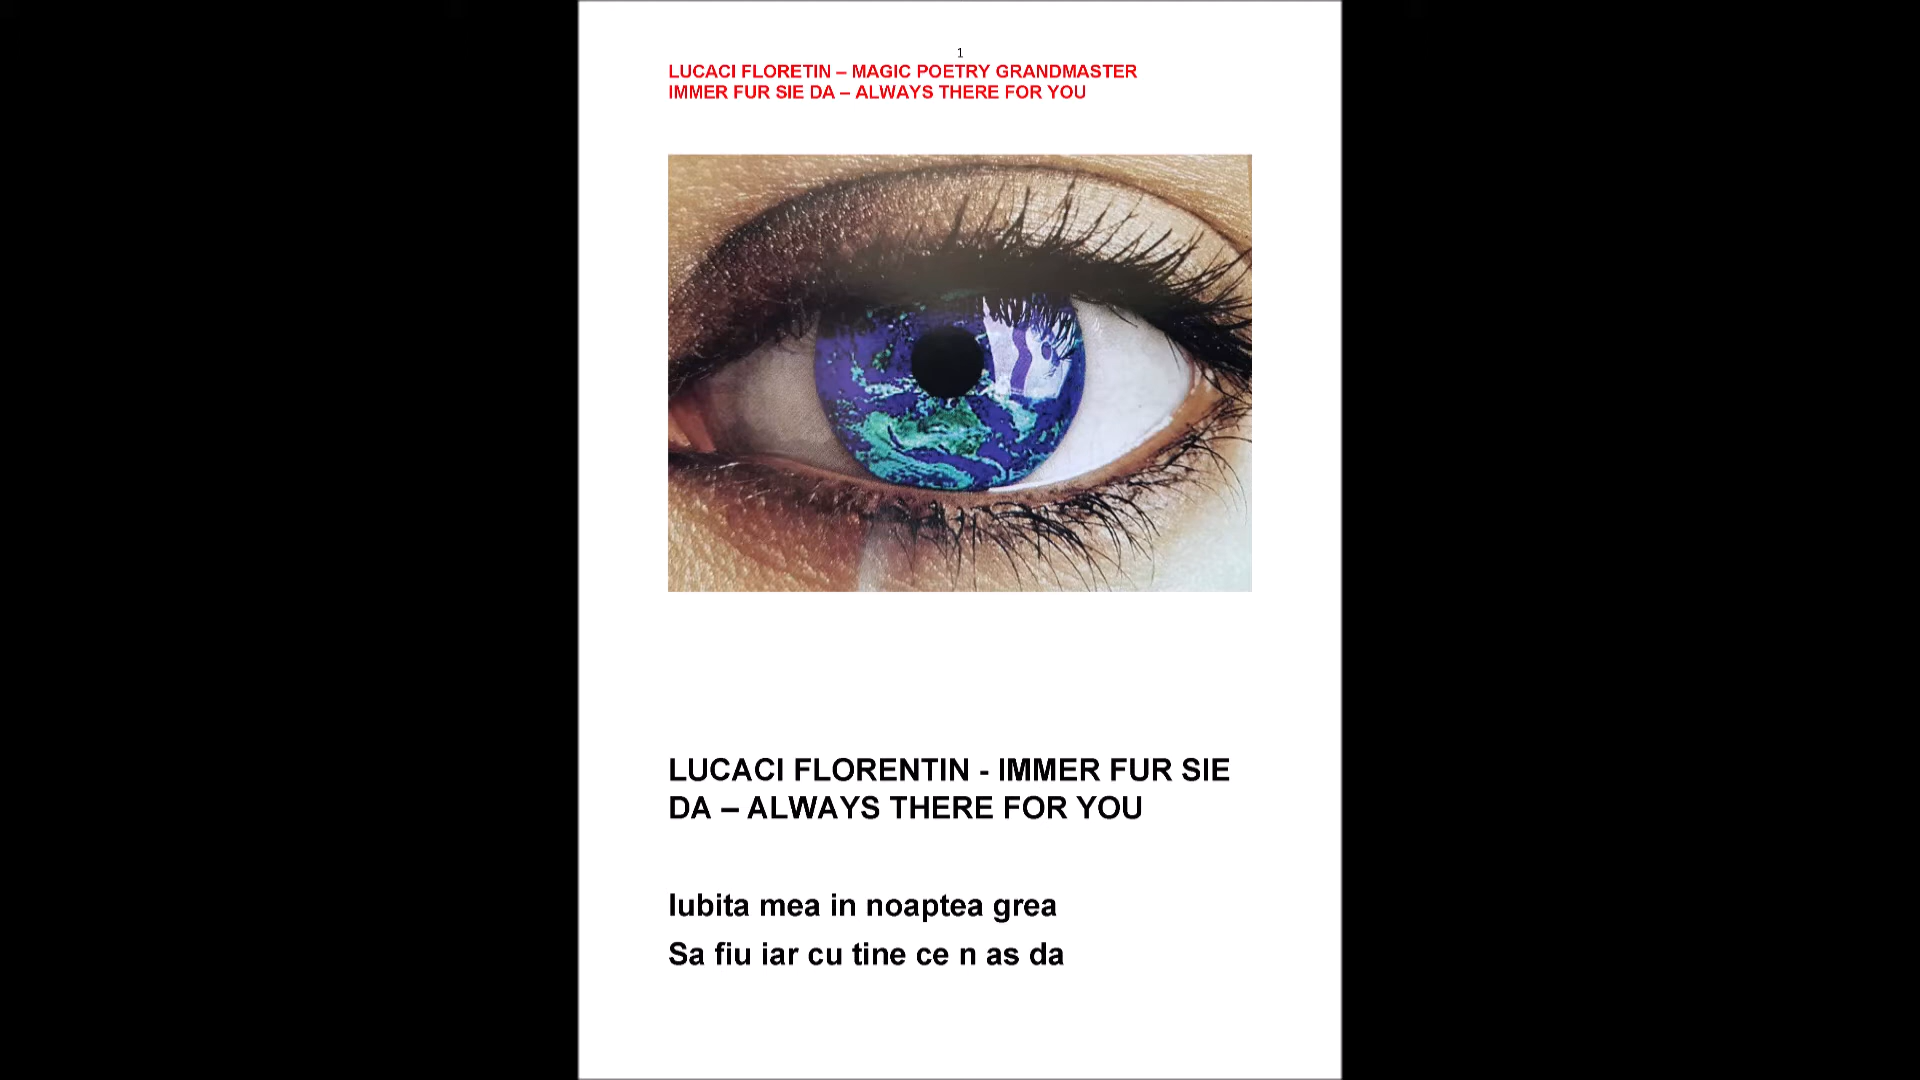 1
LUCACI FLORETIN – MAGIC POETRY GRANDMASTER
IMMER FUR SIE DA – ALWAYS THERE FOR YOU
LUCACI FLORENTIN - IMMER FUR SIE
DA – ALWAYS THERE FOR YOU
Iubita mea in noaptea grea
Sa fiu iar cu tine ce n as da